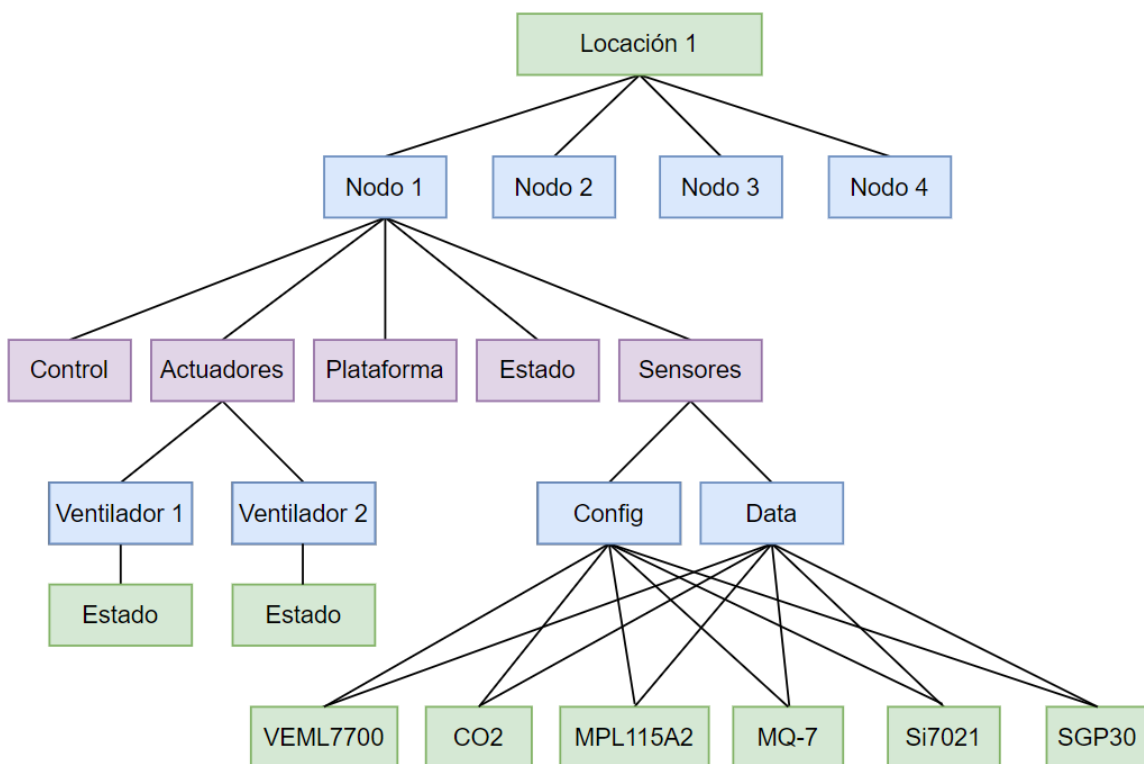 Locación 1
Nodo 1
Nodo 2
Nodo 3
Nodo 4
Control
Actuadores
Plataforma
Estado
Sensores
Ventilador 1
Ventilador 2
Config
Data
Estado
Estado
VEML7700
CO2
MPL115A2
MQ-7
Si7021
SGP30